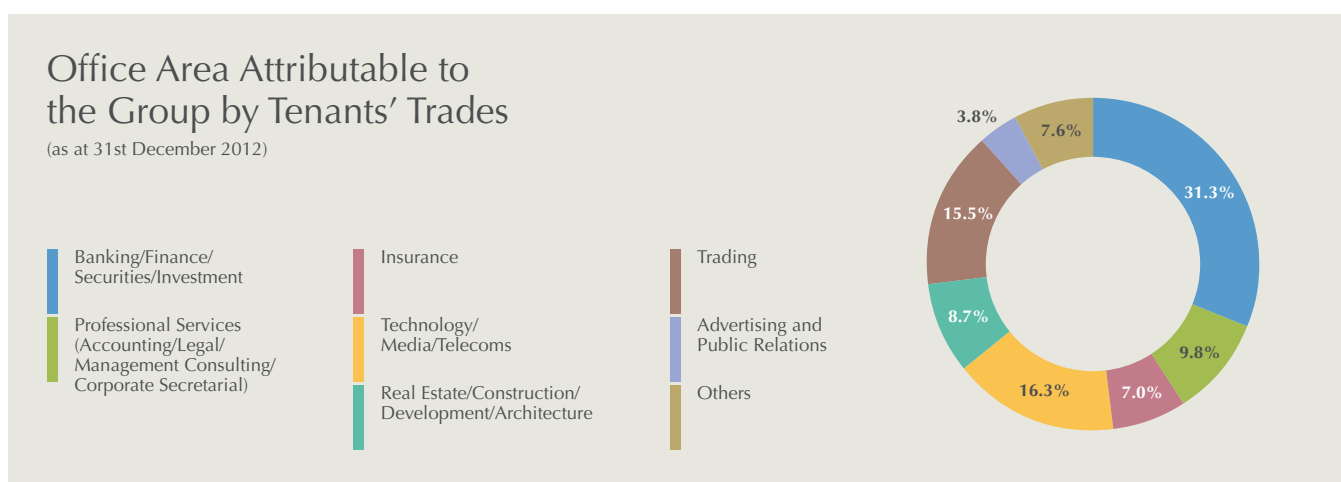 Office Area Attributable to
the Group by Tenants’ Trades
(as at 31st December 2012)
Banking/Finance/
Securities/Investment
Professional Services
(Accounting/Legal/
Management Consulting/
Corporate Secretarial)
Insurance
Technology/
Media/Telecoms
Real Estate/Construction/
Development/Architecture
Trading
Advertising and
Public Relations
Others
31.3%
9.8%
7.0%
16.3%
8.7%
15.5%
3.8%
7.6%